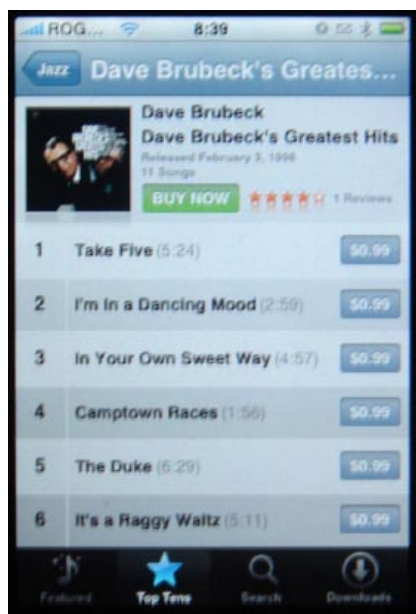 ROG... 8:39
Jazz Dave Brubeck's Greates...
Dave Brubeck
Dave Brubeck's Greatest Hits
Released February 3, 1998
11 Songs
BUY NOW 1 Reviews
1 Take Five (5:24) $0.99
2 I'm In a Dancing Mood (2:59) $0.99
3 In Your Own Sweet Way (4:57) $0.99
4 Camptown Races (1:56) $0.99
5 The Duke (6:29) $0.99
6 It's a Raggy Waltz (5:11) $0.99
Featured Top Tens Search Downloads